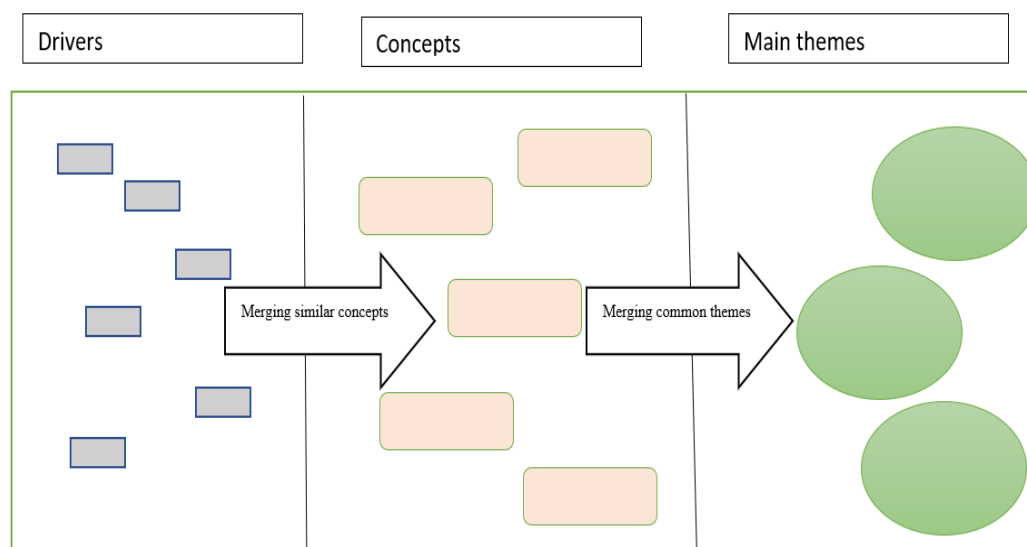 Drivers
Concepts
Main themes
Merging similar concepts
Merging common themes